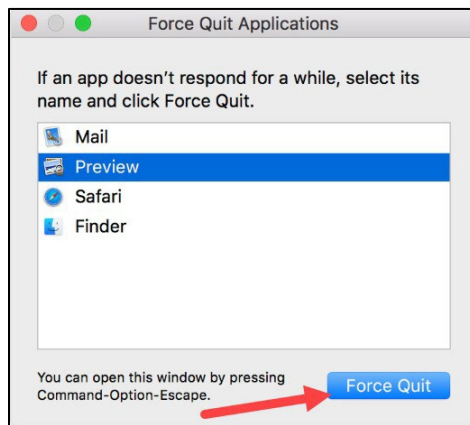 Force Quit Applications
If an app doesn’t respond for a while, select its
name and click Force Quit.
Mail
Preview
Safari
Finder
You can open this window by pressing
Command-Option-Escape.
Force Quit